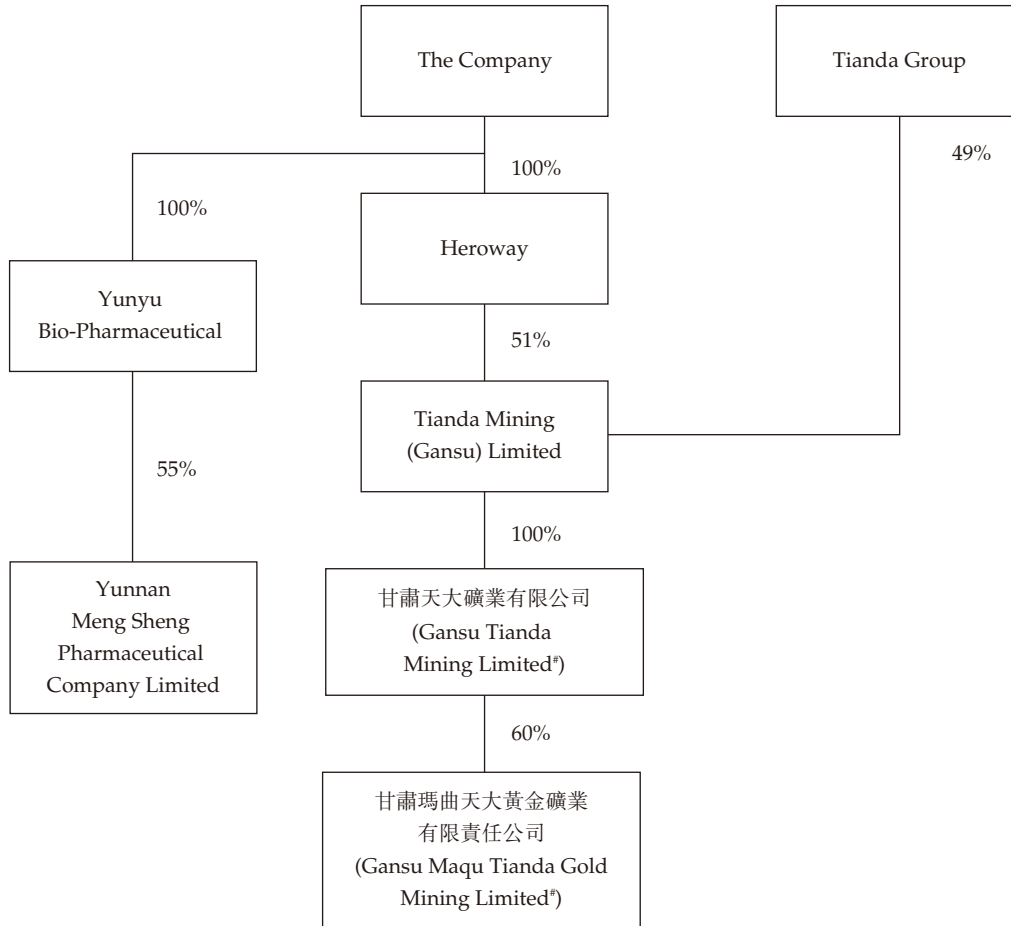 The Company
Tianda Group
49%
100%
100%
Heroway
Yunyu
Bio-Pharmaceutical
51%
Tianda Mining
(Gansu) Limited
55%
100%
Yunnan
Meng Sheng
Pharmaceutical
Company Limited
甘肅天大礦業有限公司
(Gansu Tianda
Mining Limited#)
60%
甘肅瑪曲天大黃金礦業
有限責任公司
(Gansu Maqu Tianda Gold
Mining Limited#)